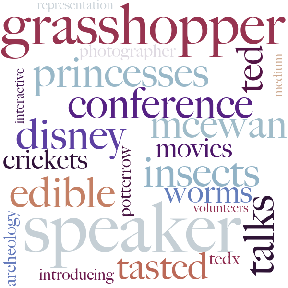 representation
grasshopper
photographer
princesses
ted
medium
interactive
conference
mcewan
disney
movies
crickets
insects
potterrow
edible
worms
volunteers
speaker
talks
archeology
tedx
introducing
tasted